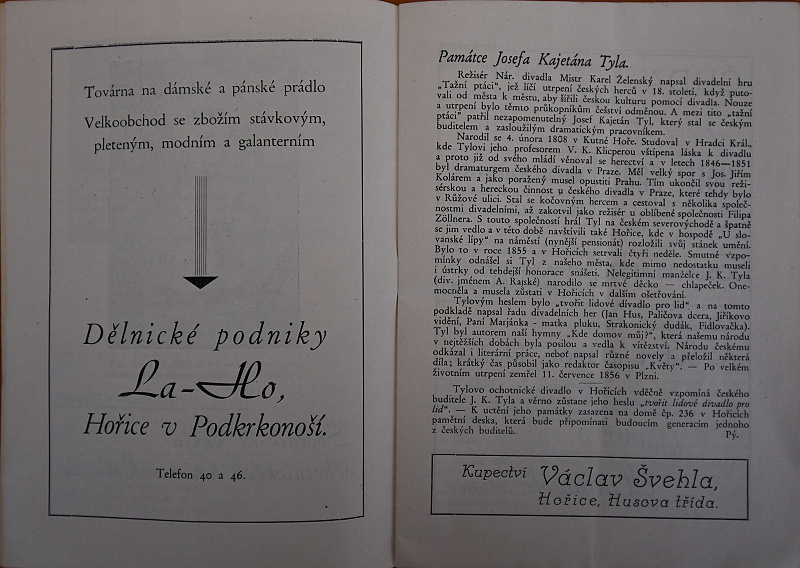 Továrna na dámské a pánské prádlo
Velkoobchod se zbožím stávkovým,
pleteným, modním a galanterním
Dělnické podniky
La-Ho,
Hořice v Podkrkonoší.
Telefon 40 a 46.
Památce Josefa Kajetána Tyla.
Režisér Nár. divadla Mistr Karel Želenský napsal divadelní hru
„Tažní ptáci", jež líčí utrpení českých herců v 18. století, když puto-
vali od města k městu, aby šířili českou kulturu pomocí divadla. Nouze
a utrpení bylo těmto průkopníkům češství odměnou. A mezi tito „tažní
ptáci" patřil nezapomenutelný Josef Kajetán Tyl, který stal se českým
buditelem a zasloužilým dramatickým pracovníkem.
Narodil se 4. února 1808 v Kutné Hoře. Studoval v Hradci Král.,
kde Tylovi jeho profesorem V. K. Klicperou vštípena láska k divadlu
a proto již od svého mládí věnoval se herectví a v letech 1846—1851
byl dramaturgem českého divadla v Praze. Měl velký spor s Jos. Jiřím
Kolárem a jako poražený musel opustiti Prahu. Tím ukončil svou reži-
sérskou a hereckou činnost u českého divadla v Praze, které tehdy bylo
v Růžové ulici. Stal se kočovným hercem a cestoval s několika společ-
nostmi divadelními, až zakotvil jako režisér u oblíbené společnosti Filipa
Zöllnera. S touto společností hrál Tyl na českém severovýchodě a špatně
se jim vedlo a v této době navštívili také Hořice, kde v hospodě „U slo-
vanské lípy" na náměstí (nynější pensionát) rozložili svůj stánek umění.
Bylo to v roce 1855 a v Hořicích setrvali čtyři neděle. Smutné vzpo-
mínky odnášel si Tyl z našeho města, kde mimo nedostatku museli
i ústrky od tehdejší honorace snášeti. Nelegitimní manželce J. K. Tyla
(div. jménem A. Rajské) narodilo se mrtvé děcko — chlapeček. One-
mocněla a musela zůstati v Hořicích v dalším ošetřování.
Tylovým heslem bylo „tvořit lidové divadlo pro lid" a na tomto
podkladě napsal řadu divadelních her (Jan Hus, Paličova dcera, Jiříkovo
vidění, Paní Marjánka - matka pluku, Strakonický dudák, Fidlovačka).
Tyl byl autorem naší hymny „Kde domov můj?", která našemu národu
v nejtěžších dobách byla posilou a vedla k vítězství. Národu českému
odkázal i literární práce, neboť napsal různé novely a přeložil některá
díla; krátký čas působil jako redaktor časopisu „Květy". — Po velkém
životním utrpení zemřel 11. července 1856 v Plzni.
Tylovo ochotnické divadlo v Hořicích vděčně vzpomíná českého
buditele J. K. Tyla a věrno zůstane jeho heslu „tvořit lidové divadlo pro
lid". — K uctění jeho památky zasazena na domě čp. 236 v Hořicích
pamětní deska, která bude připomínati budoucím generacím jednoho
z českých buditelů.
Pý.
Kupectví Václav Švehla,
Hořice, Husova třída.